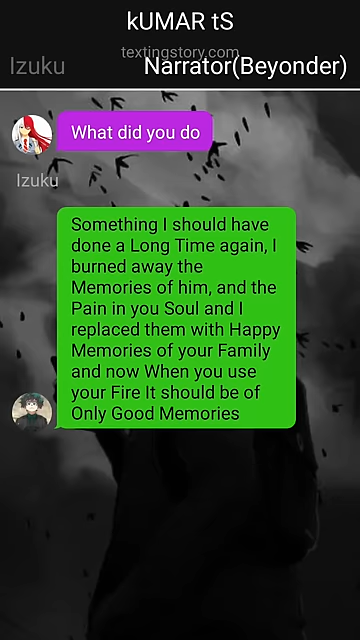 kUMAR tS
textingstory.com
Izuku
Narrator(Beyonder)
What did you do
Izuku
Something I should have
done a Long Time again, I
burned away the
Memories of him, and the
Pain in you Soul and I
replaced them with Happy
Memories of your Family
and now When you use
your Fire It should be of
Only Good Memories